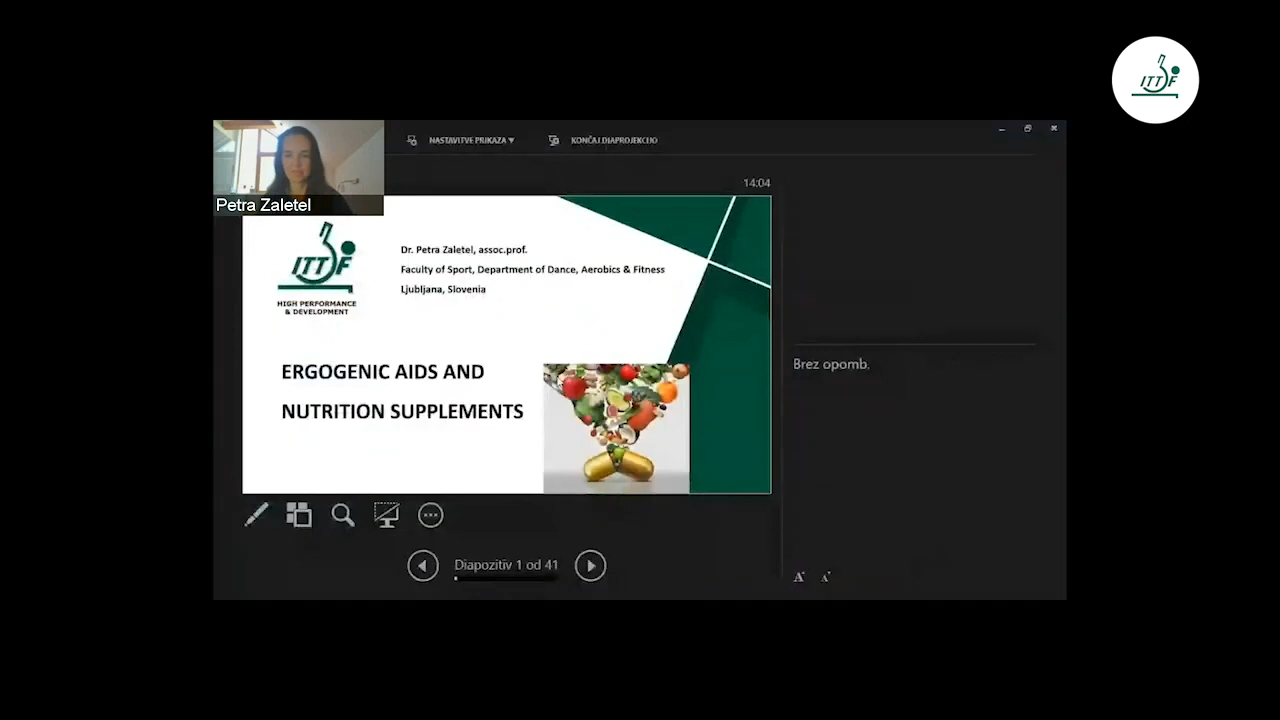 ITTF
NASTAVITVE PRIKAZA
KONČAJ DIAPROJEKCIJO
14:04
Petra Zaletel
ITTF
HIGH PERFORMANCE
& DEVELOPMENT
Dr. Petra Zaletel, assoc.prof.
Faculty of Sport, Department of Dance, Aerobics & Fitness
Ljubljana, Slovenia
ERGOGENIC AIDS AND
NUTRITION SUPPLEMENTS
Brez opomb.
Diapozitiv 1 od 41
A A